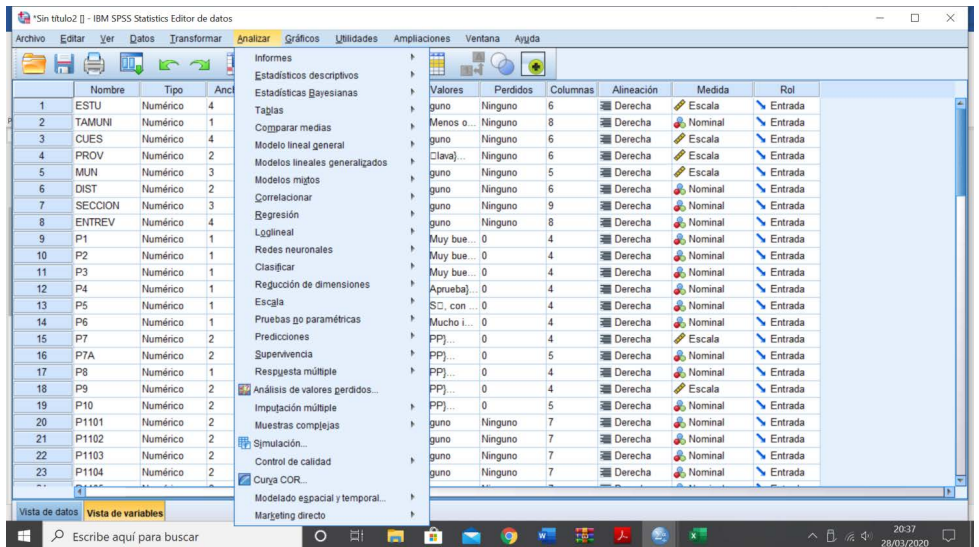 *Sin título2 [] - IBM SPSS Statistics Editor de datos
Archivo Editar Ver Datos Transformar Analizar Gráficos Utilidades Ampliaciones Ventana Ayuda
Informes
Estadísticos descriptivos
Estadísticas Bayesianas
Tablas
Comparar medias
Modelo lineal general
Modelos lineales generalizados
Modelos mixtos
Correlacionar
Regresión
Loglineal
Redes neuronales
Clasificar
Reducción de dimensiones
Escala
Pruebas no paramétricas
Predicciones
Supervivencia
Respuesta múltiple
Análisis de valores perdidos...
Imputación múltiple
Muestras complejas
Simulación...
Control de calidad
Curva COR...
Modelado espacial y temporal...
Marketing directo
Nombre Tipo Anch Valores Perdidos Columnas Alineación Medida Rol
1 ESTU Numérico 4 guno Ninguno 6 Derecha Escala Entrada
2 TAMUNI Numérico 1 Menos o... Ninguno 8 Derecha Nominal Entrada
3 CUES Numérico 4 guno Ninguno 6 Derecha Escala Entrada
4 PROV Numérico 2 lava}... Ninguno 6 Derecha Escala Entrada
5 MUN Numérico 3 guno Ninguno 5 Derecha Escala Entrada
6 DIST Numérico 2 guno Ninguno 6 Derecha Nominal Entrada
7 SECCION Numérico 3 guno Ninguno 9 Derecha Nominal Entrada
8 ENTREV Numérico 4 guno Ninguno 8 Derecha Nominal Entrada
9 P1 Numérico 1 Muy bue... 0 4 Derecha Nominal Entrada
10 P2 Numérico 1 Muy bue... 0 4 Derecha Nominal Entrada
11 P3 Numérico 1 Muy bue... 0 4 Derecha Nominal Entrada
12 P4 Numérico 1 Aprueba}... 0 4 Derecha Nominal Entrada
13 P5 Numérico 1 S□, con ... 0 4 Derecha Nominal Entrada
14 P6 Numérico 1 Mucho i... 0 4 Derecha Nominal Entrada
15 P7 Numérico 2 PP}... 0 4 Derecha Escala Entrada
16 P7A Numérico 2 PP}... 0 5 Derecha Nominal Entrada
17 P8 Numérico 1 PP}... 0 4 Derecha Nominal Entrada
18 P9 Numérico 2 PP}... 0 4 Derecha Escala Entrada
19 P10 Numérico 2 PP}... 0 5 Derecha Nominal Entrada
20 P1101 Numérico 2 guno Ninguno 7 Derecha Nominal Entrada
21 P1102 Numérico 2 guno Ninguno 7 Derecha Nominal Entrada
22 P1103 Numérico 2 guno Ninguno 7 Derecha Nominal Entrada
23 P1104 Numérico 2 guno Ninguno 7 Derecha Nominal Entrada
Vista de datos Vista de variables
Escribe aquí para buscar
20:37
28/03/2020